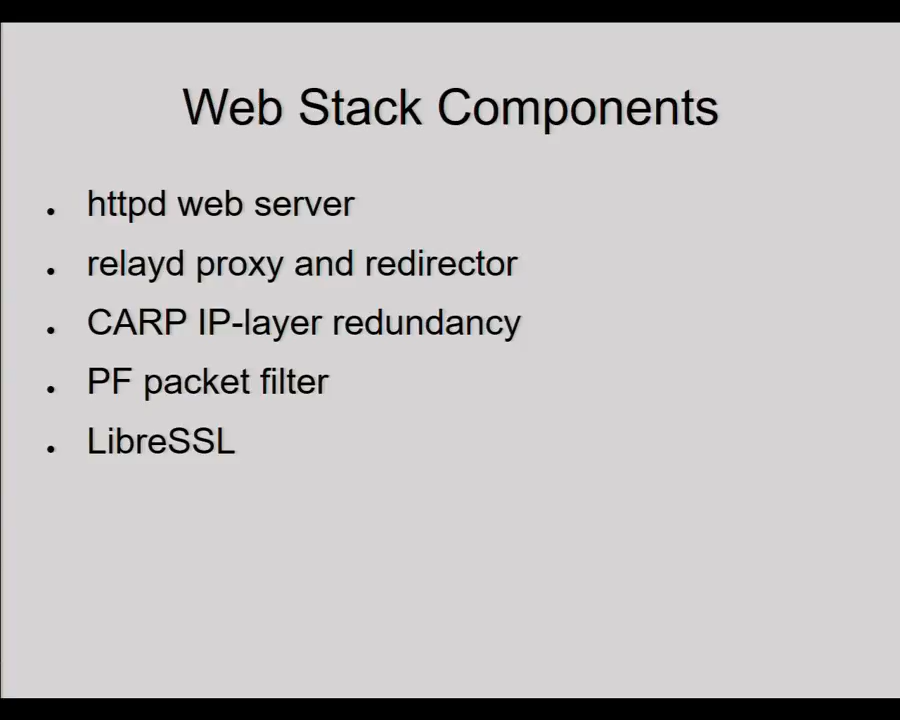 Web Stack Components
httpd web server
relayd proxy and redirector
CARP IP-layer redundancy
PF packet filter
LibreSSL